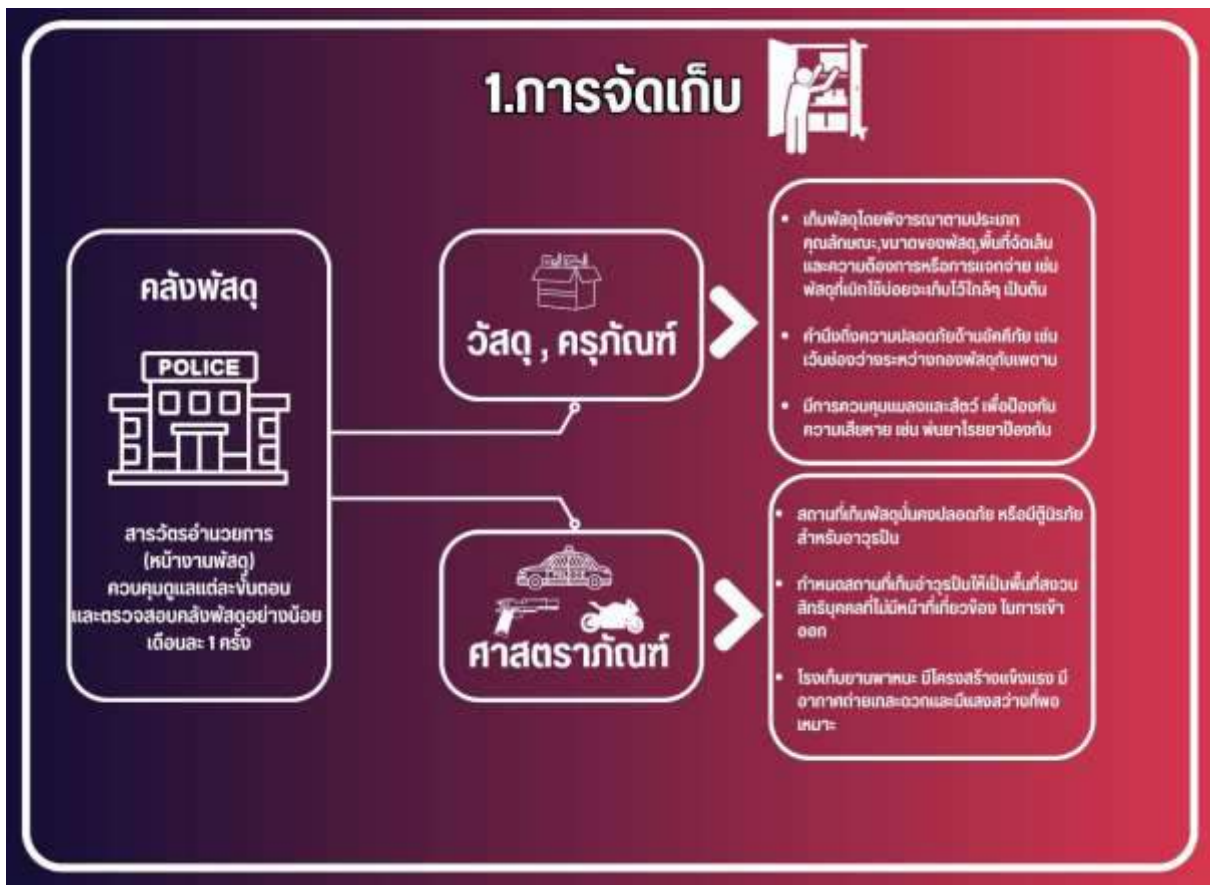 1.การจัดเก็บ
คลังพัสดุ
POLICE
สารวัตรอำนวยการ
(หน้างานพัสดุ)
ควบคุมดูแลแต่ละขั้นตอน
และตรวจสอบคลังพัสดุอย่างน้อย
เดือนละ 1 ครั้ง
วัสดุ , ครุภัณฑ์
• เก็บพัสดุโดยพิจารณาตามประเภท
คุณลักษณะ,ขนาดของพัสดุ,พื้นที่จัดเก็บ
และความต้องการหรือการแจกจ่าย เช่น
พัสดุที่เบิกใช้บ่อยจะเก็บไว้ใกล้ๆ เป็นต้น
• คำนึงถึงความปลอดภัยด้านอัคคีภัย เช่น
เว้นช่องว่างระหว่างกองพัสดุกับเพดาน
• มีการควบคุมแมลงและสัตว์ เพื่อป้องกัน
ความเสียหาย เช่น พ่นยาโรยยาป้องกัน
ศาสตราภัณฑ์
• สถานที่เก็บพัสดุมั่นคงปลอดภัย หรือมีตู้นิรภัย
สำหรับอาวุธปืน
• กำหนดสถานที่เก็บอาวุธปืนให้เป็นพื้นที่สงวน
สิทธิบุคคลที่ไม่มีหน้าที่เกี่ยวข้อง ในการเข้า
ออก
• โรงเก็บยานพาหนะ มีโครงสร้างแข็งแรง มี
อากาศถ่ายเทสะดวกและมีแสงสว่างที่พอ
เหมาะ